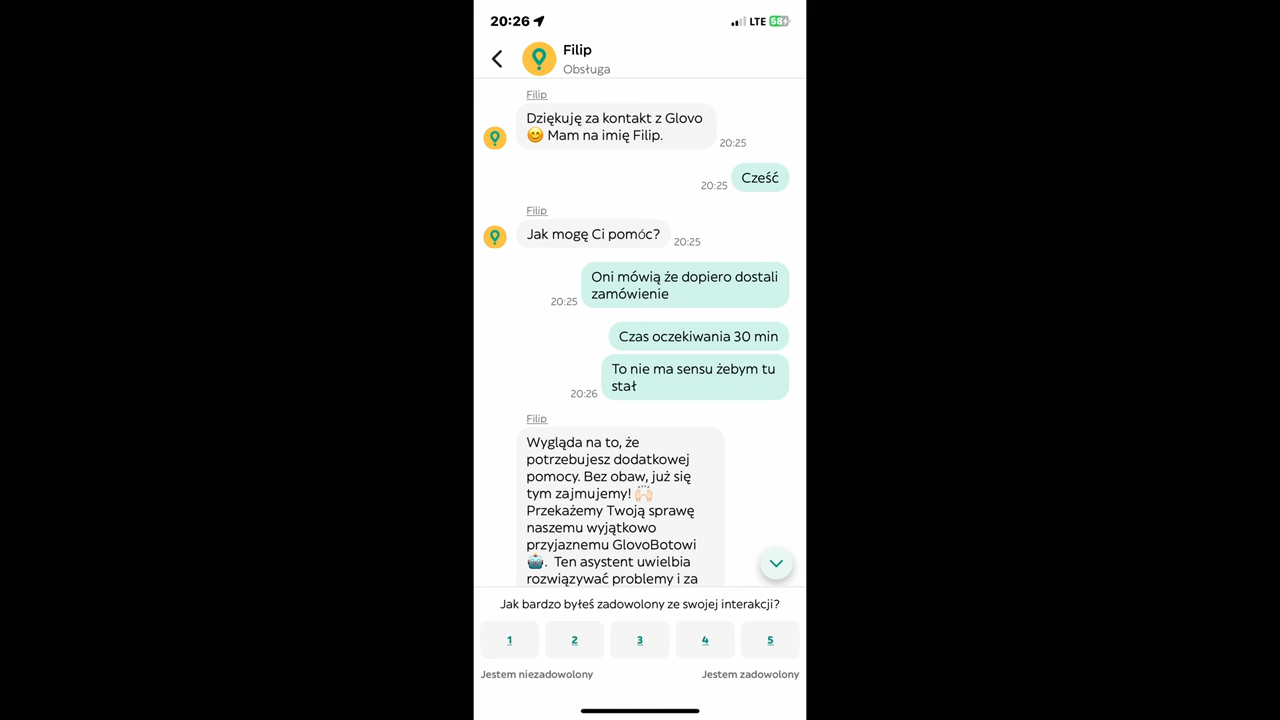 20:26
LTE 58
Filip
Obsługa
Filip
Dziękuję za kontakt z Glovo
😊 Mam na imię Filip.
20:25
Cześć
20:25
Filip
Jak mogę Ci pomóc?
20:25
Oni mówią że dopiero dostali
zamówienie
20:25
Czas oczekiwania 30 min
To nie ma sensu żebym tu
stał
20:26
Filip
Wygląda na to, że
potrzebujesz dodatkowej
pomocy. Bez obaw, już się
tym zajmujemy! 🙌🏻
Przekażemy Twoją sprawę
naszemu wyjątkowo
przyjaznemu GlovoBotowi
🤖. Ten asystent uwielbia
rozwiązywać problemy i za
Jak bardzo byłeś zadowolony ze swojej interakcji?
1 2 3 4 5
Jestem niezadowolony Jestem zadowolony